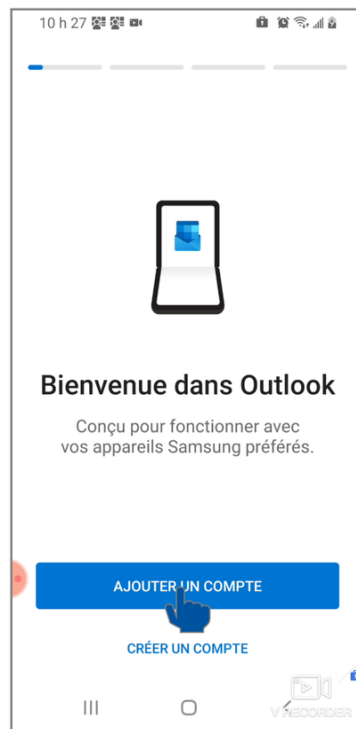 10 h 27
Bienvenue dans Outlook
Conçu pour fonctionner avec
vos appareils Samsung préférés.
AJOUTER UN COMPTE
CRÉER UN COMPTE
V RECORDER